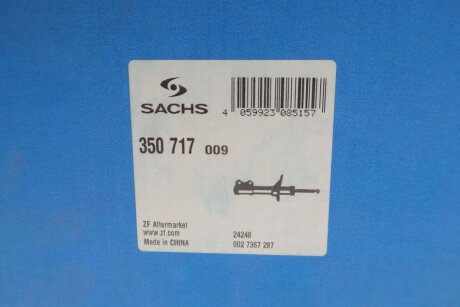 SACHS
4 059923 085157
350 717 009
ZF Aftermarket
www.zf.com
Made in CHINA
24248
002 7367 287